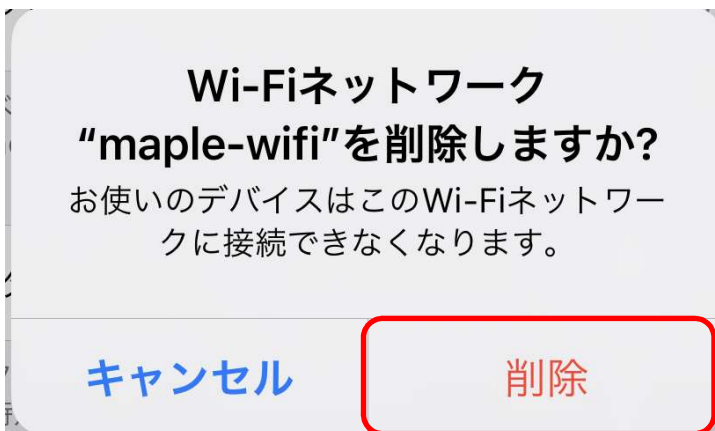 Wi-Fiネットワーク
“maple-wifi”を削除しますか?
お使いのデバイスはこのWi-Fiネットワー
クに接続できなくなります。
キャンセル
削除